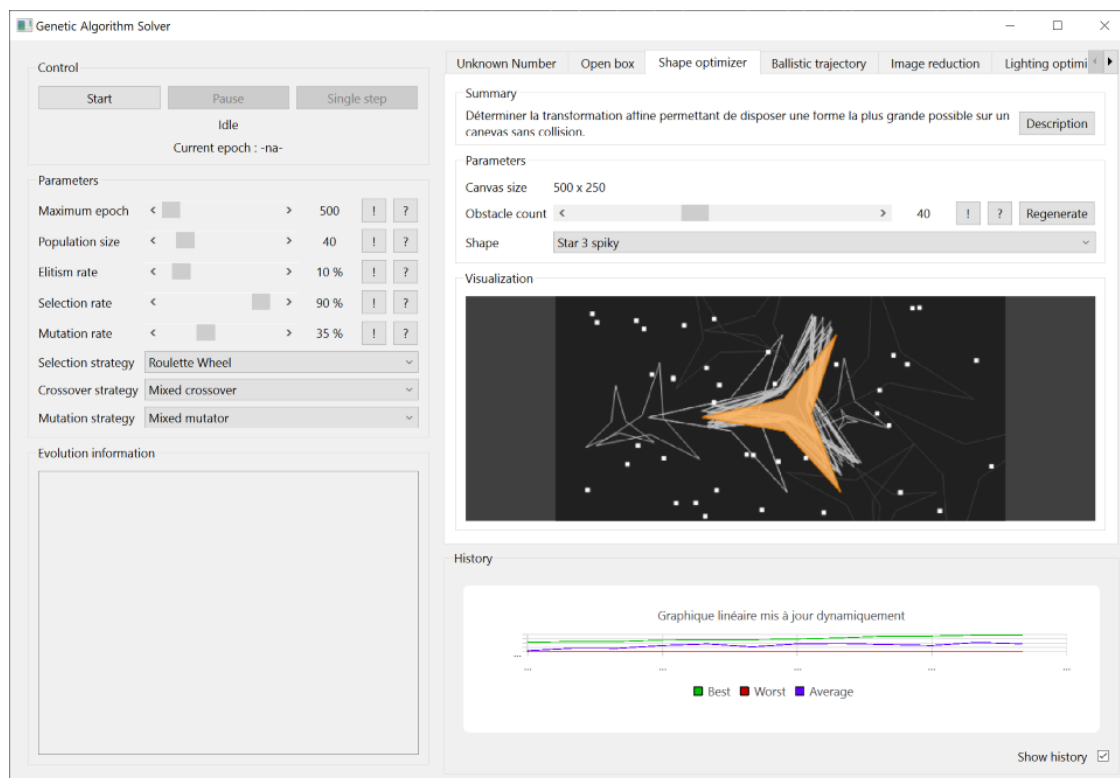 Genetic Algorithm Solver
Control
Start Pause Single step
Idle
Current epoch : -na-
Parameters
Maximum epoch < > 500 ! ?
Population size < > 40 ! ?
Elitism rate < > 10 % ! ?
Selection rate < > 90 % ! ?
Mutation rate < > 35 % ! ?
Selection strategy Roulette Wheel
Crossover strategy Mixed crossover
Mutation strategy Mixed mutator
Evolution information
Unknown Number Open box Shape optimizer Ballistic trajectory Image reduction Lighting optimi
Summary
Déterminer la transformation affine permettant de disposer une forme la plus grande possible sur un
canevas sans collision.
Description
Parameters
Canvas size 500 x 250
Obstacle count < > 40 ! ? Regenerate
Shape Star 3 spiky
Visualization
History
Graphique linéaire mis à jour dynamiquement
...
... ... ... ... ...
Best Worst Average
Show history